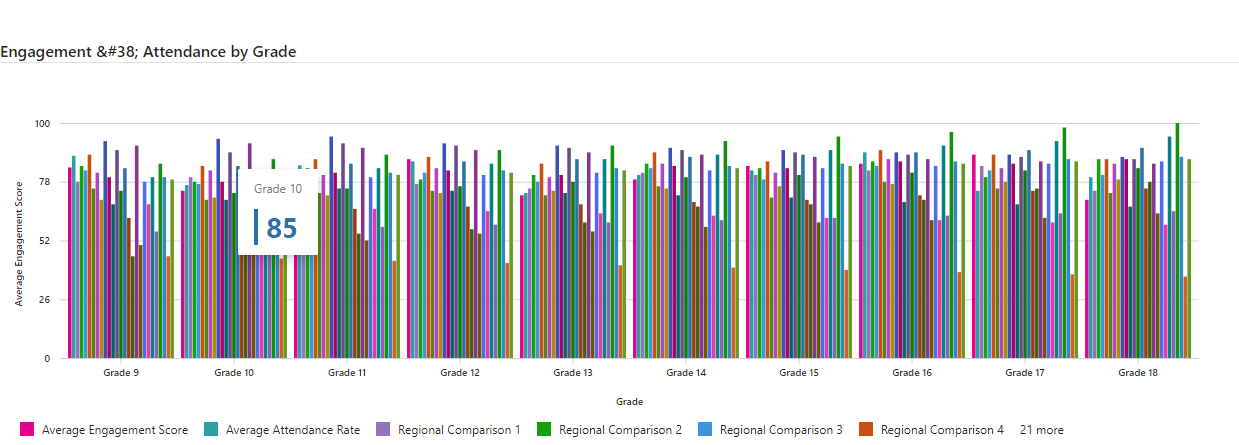 Engagement &#38; Attendance by Grade
100
78
52
26
0
Average Engagement Score
Grade 10
85
Grade 9
Grade 10
Grade 11
Grade 12
Grade 13
Grade 14
Grade 15
Grade 16
Grade 17
Grade 18
Grade
Average Engagement Score
Average Attendance Rate
Regional Comparison 1
Regional Comparison 2
Regional Comparison 3
Regional Comparison 4
21 more